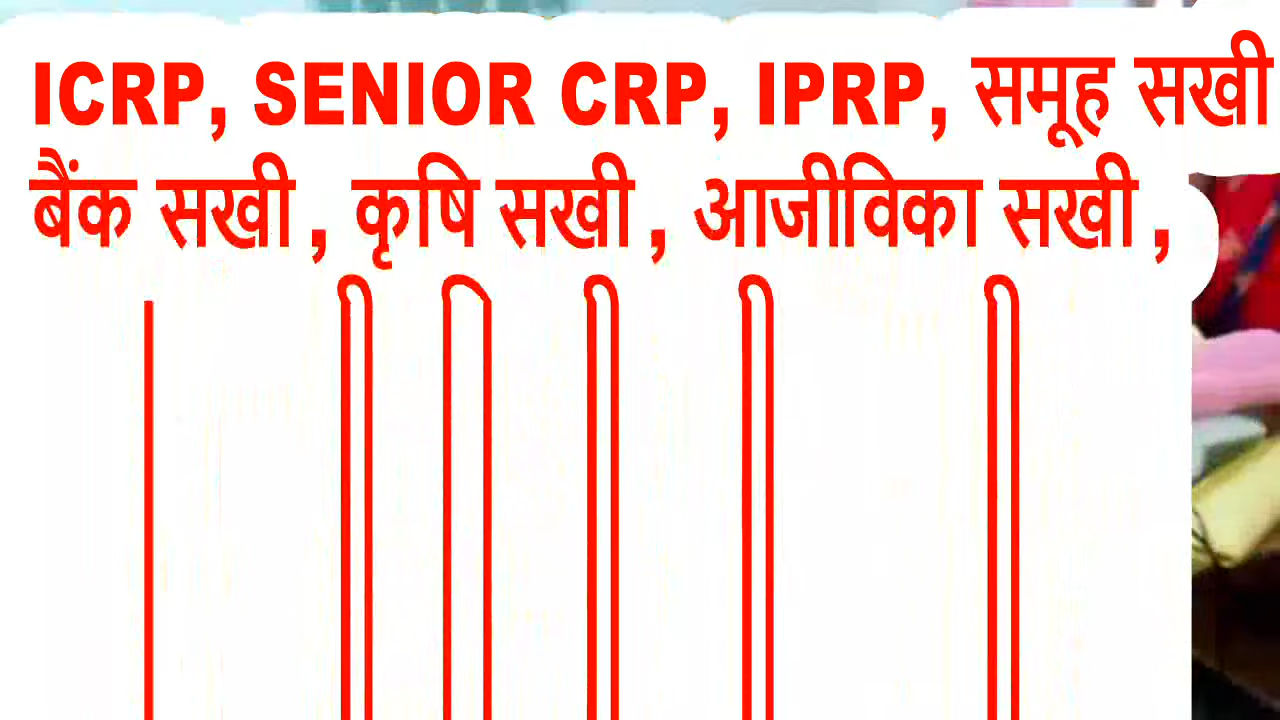 ICRP, SENIOR CRP, IPRP, समूह सखी
बैंक सखी , कृषि सखी , आजीविका सखी ,